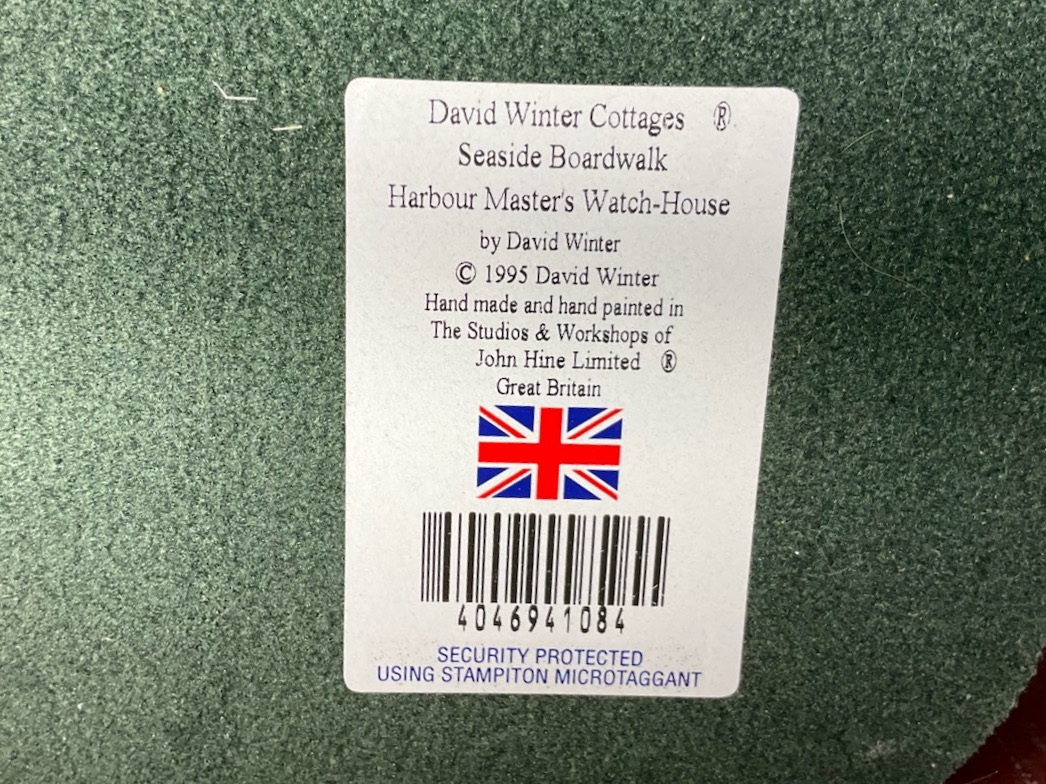 David Winter Cottages ®
Seaside Boardwalk
Harbour Master's Watch-House
by David Winter
© 1995 David Winter
Hand made and hand painted in
The Studios & Workshops of
John Hine Limited ®
Great Britain
4046941084
SECURITY PROTECTED
USING STAMPITON MICROTAGGANT